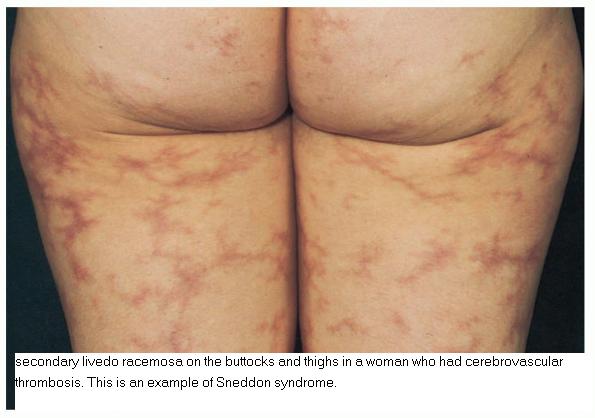 secondary livedo racemosa on the buttocks and thighs in a woman who had cerebrovascular
thrombosis. This is an example of Sneddon syndrome.